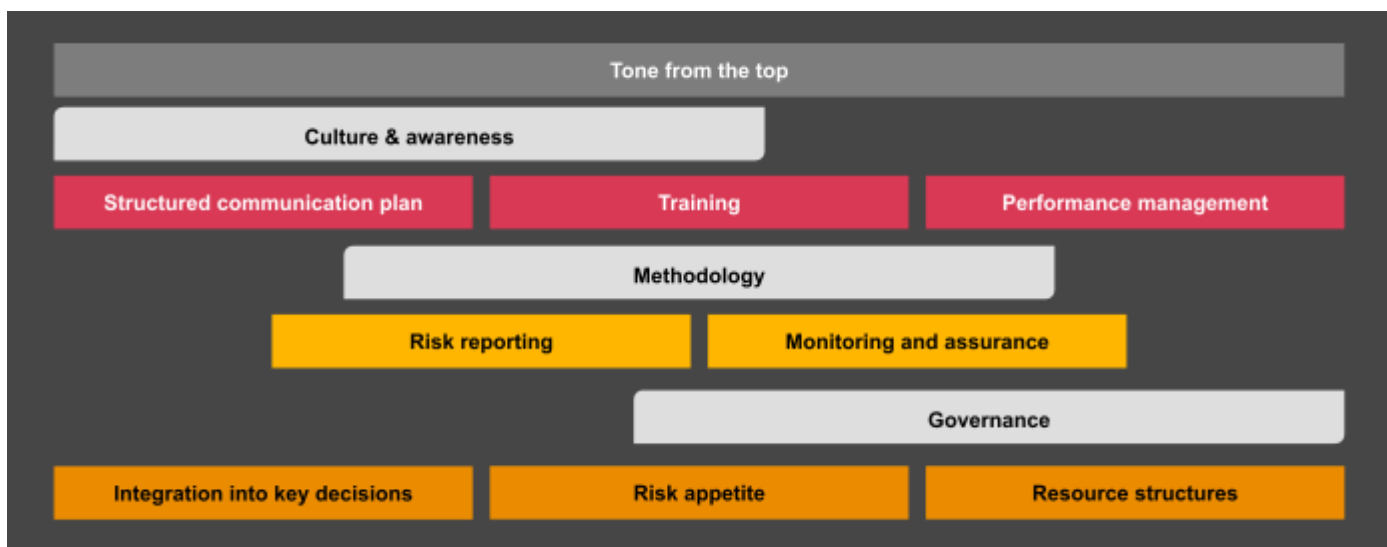 Tone from the top
Culture & awareness
Structured communication plan
Training
Performance management
Methodology
Risk reporting
Monitoring and assurance
Governance
Integration into key decisions
Risk appetite
Resource structures